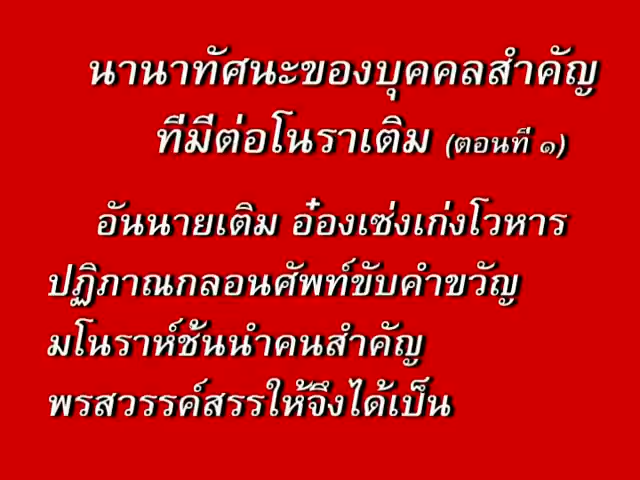 นานาทัศนะของบุคคลสำคัญ
ที่มีต่อโนราเติม (ตอนที่ ๑)
อันนายเติม อ๋องเซ่งเก่งโวหาร
ปฏิภาณกลอนศัพท์ขับคำขวัญ
มโนราห์ชั้นนำคนสำคัญ
พรสวรรค์สรรให้จึงได้เป็น